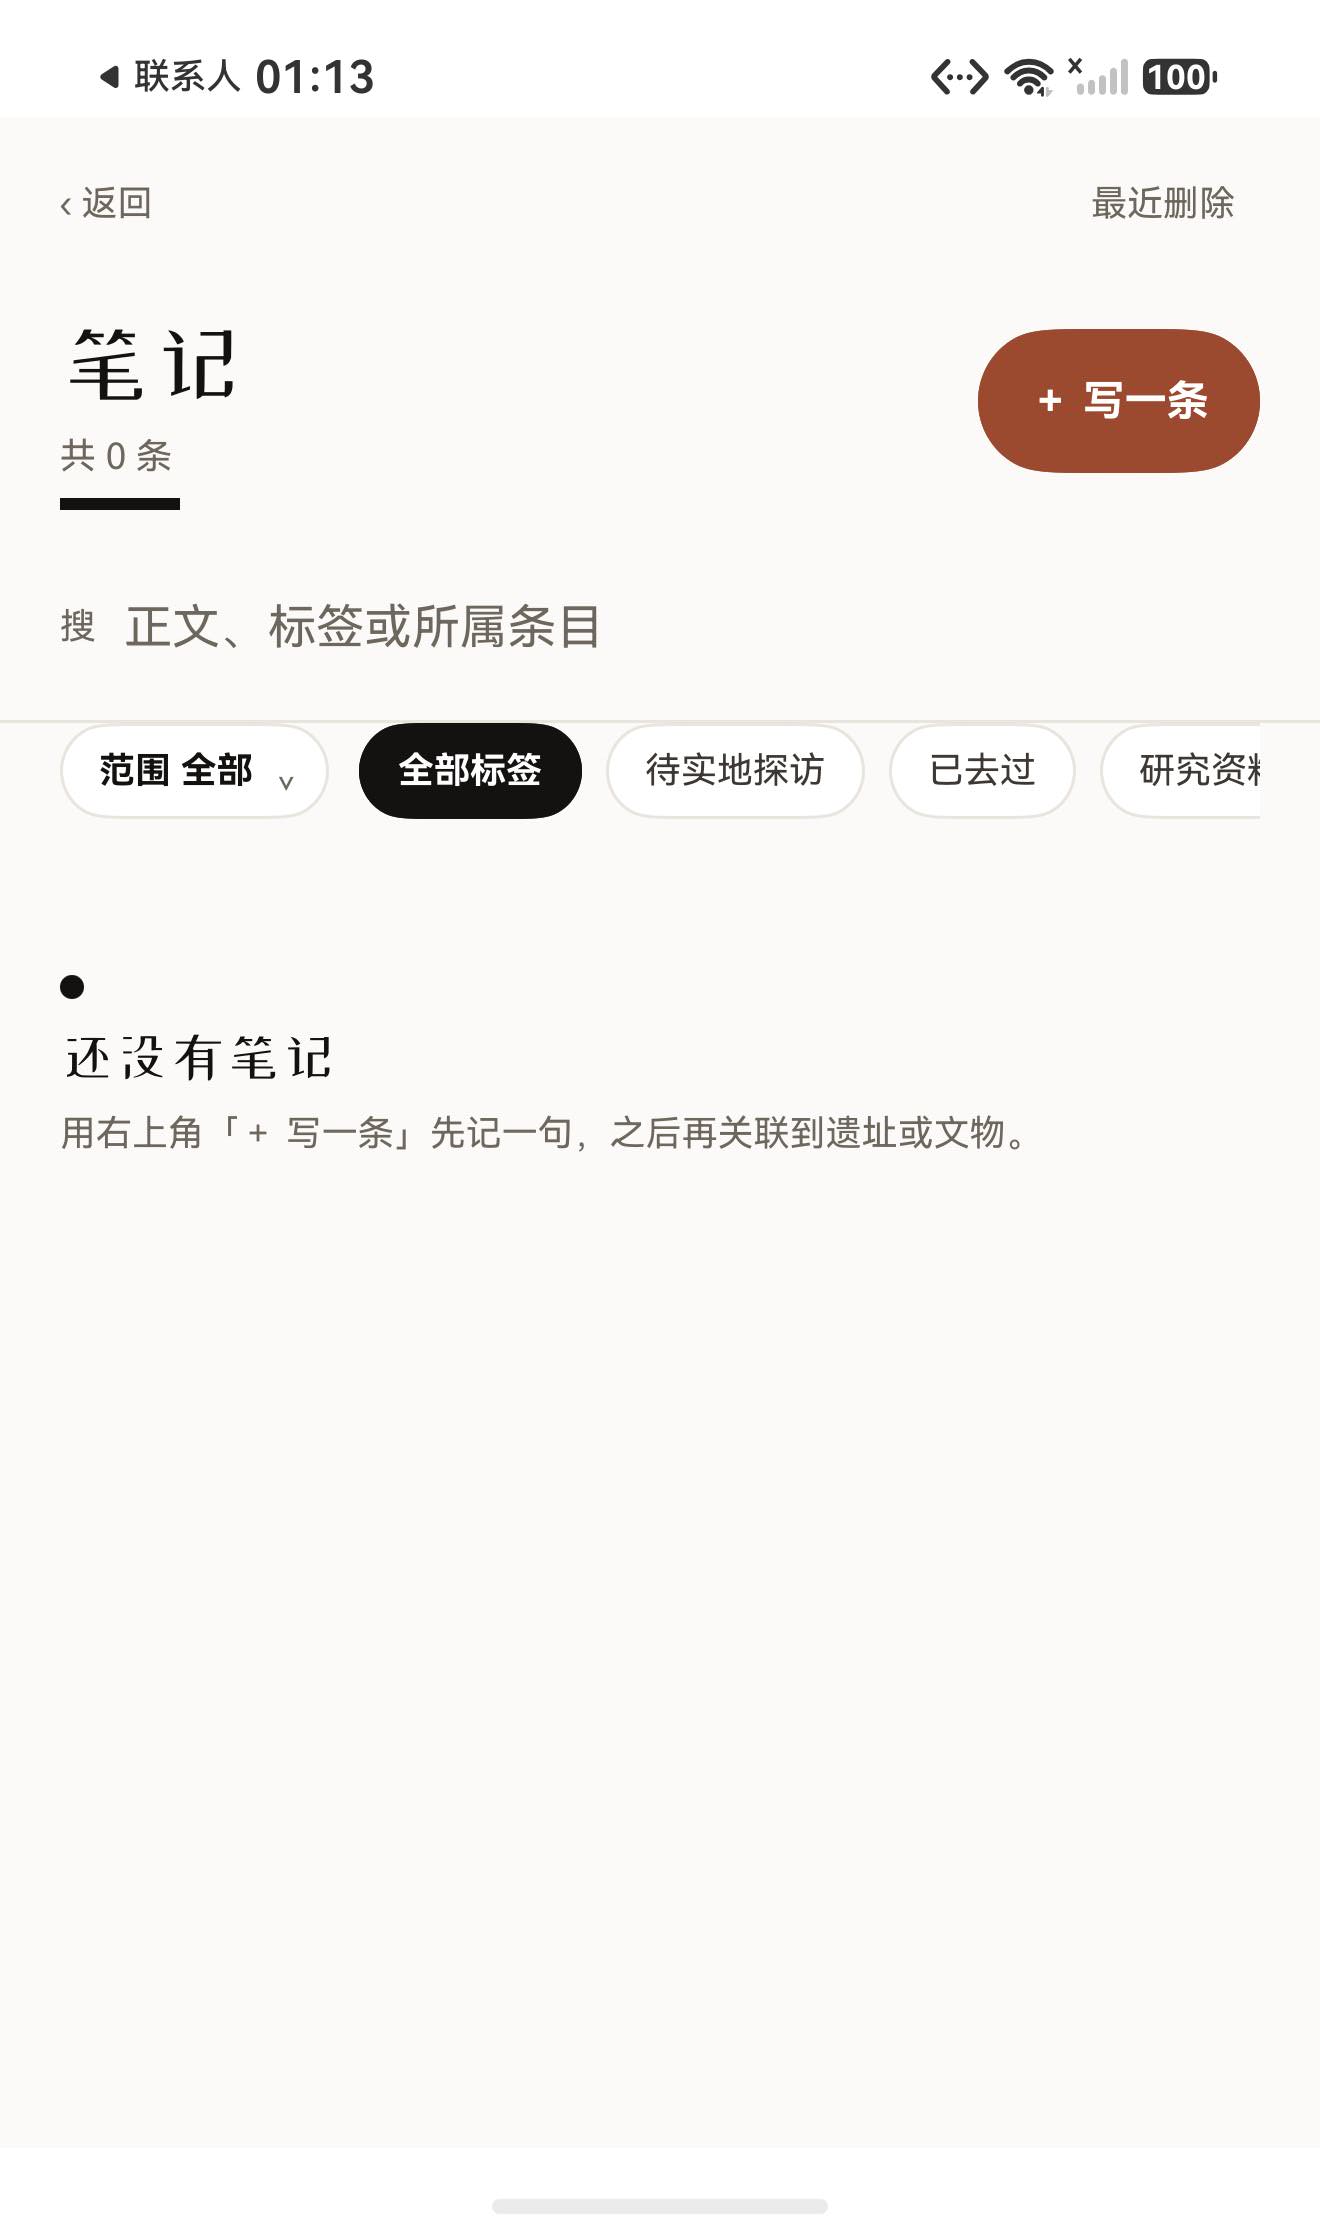 联系人 01:13
100
‹ 返回
最近删除
笔记
共 0 条
+ 写一条
搜 正文、标签或所属条目
范围 全部
全部标签
待实地探访
已去过
研究资
还没有笔记
用右上角「+ 写一条」先记一句，之后再关联到遗址或文物。